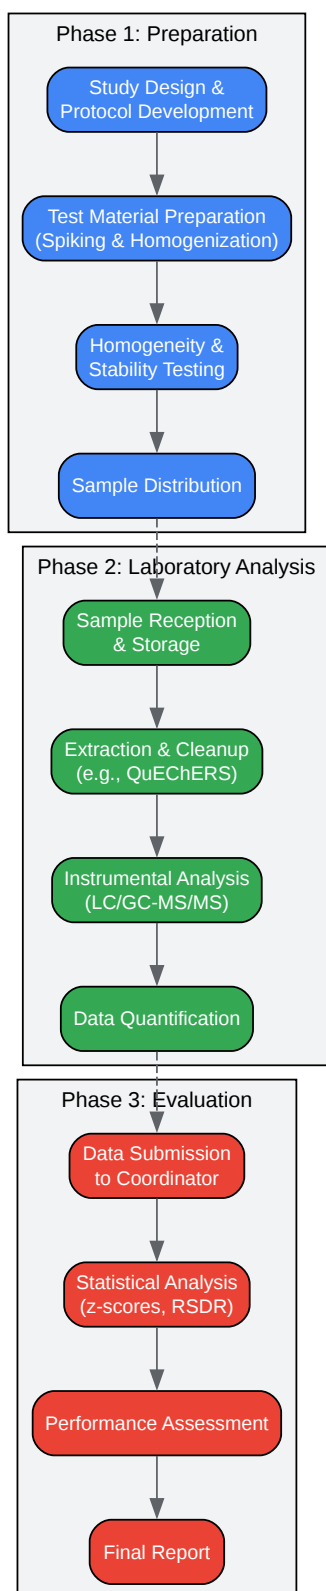 Phase 1: Preparation
Study Design &
Protocol Development
Test Material Preparation
(Spiking & Homogenization)
Homogeneity &
Stability Testing
Sample Distribution
Phase 2: Laboratory Analysis
Sample Reception
& Storage
Extraction & Cleanup
(e.g., QuEChERS)
Instrumental Analysis
(LC/GC-MS/MS)
Data Quantification
Phase 3: Evaluation
Data Submission
to Coordinator
Statistical Analysis
(z-scores, RSDR)
Performance Assessment
Final Report